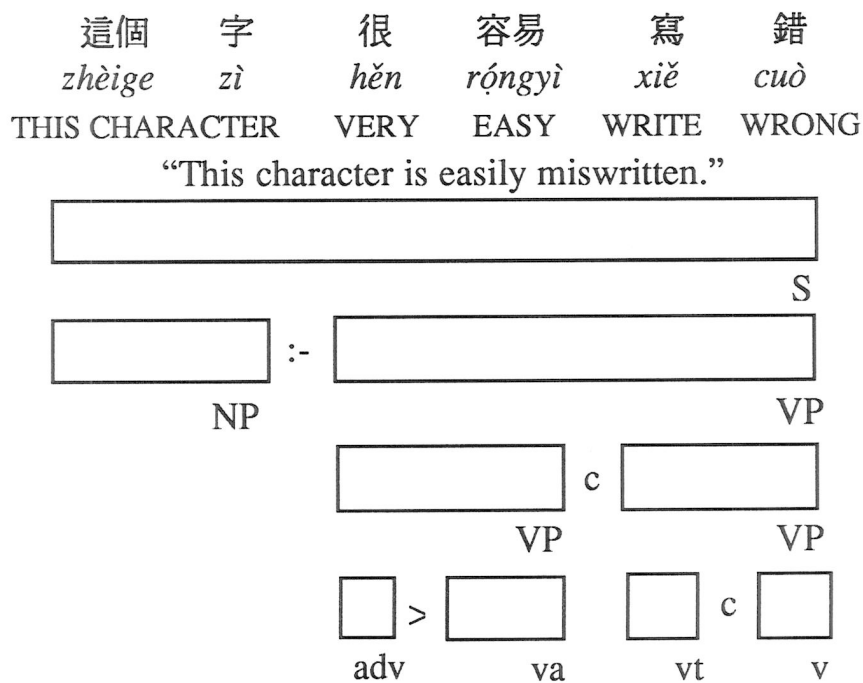 這個 字 很 容易 寫 錯
zhèige zì hěn róngyì xiě cuò
THIS CHARACTER VERY EASY WRITE WRONG
“This character is easily miswritten.”
S
:-
NP VP
c
VP VP
> c
adv va vt v